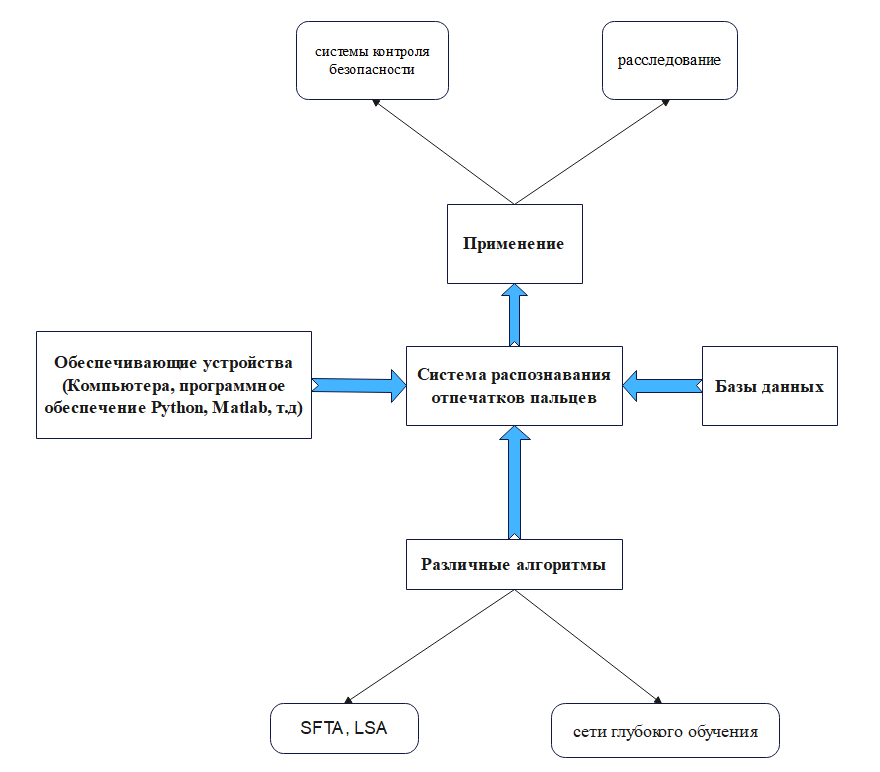 системы контроля
безопасности
расследование
Применение
Обеспечивающие устройства
(Компьютера, программное
обеспечение Python, Matlab, т.д)
Система распознавания
отпечатков пальцев
Базы данных
Различные алгоритмы
SFTA, LSA
сети глубокого обучения